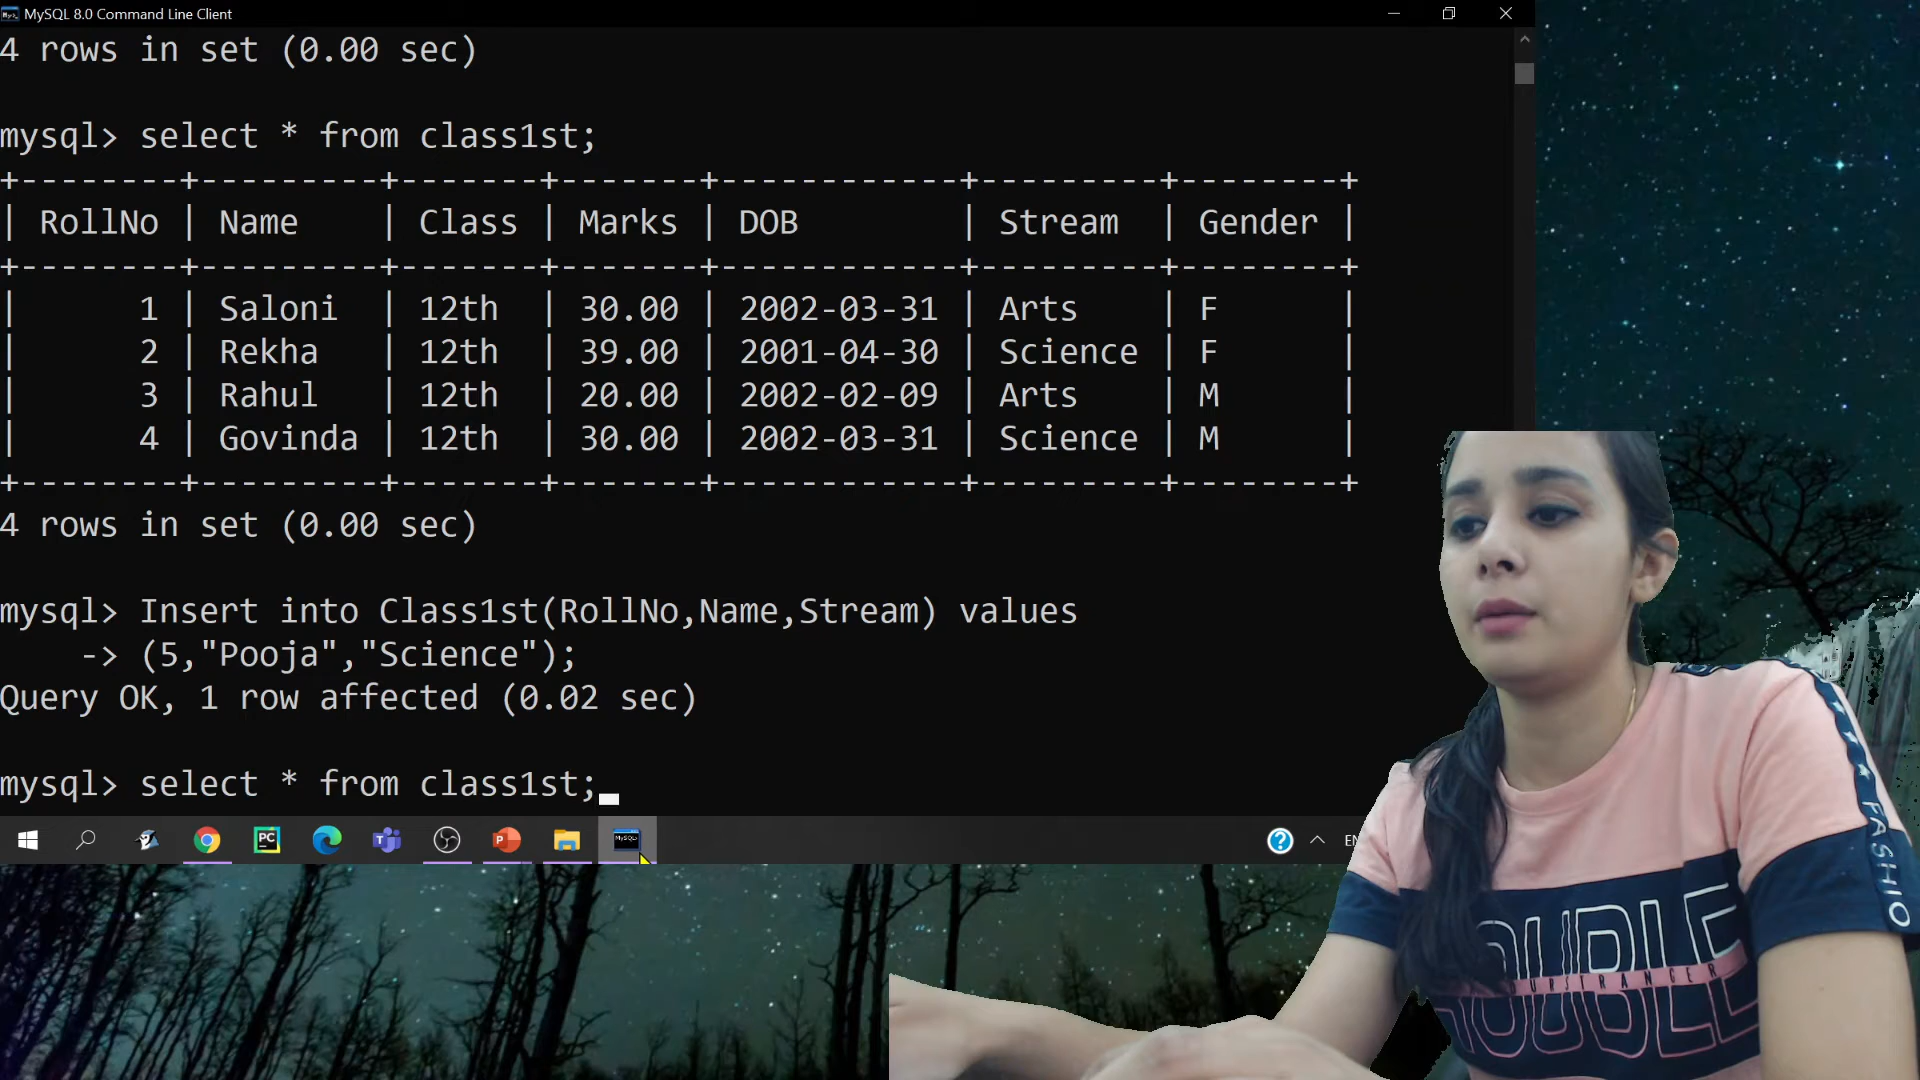 MySQL 8.0 Command Line Client
4 rows in set (0.00 sec)
mysql> select * from class1st;
+--------+---------+-------+-------+------------+---------+--------+
| RollNo | Name    | Class | Marks | DOB        | Stream  | Gender |
+--------+---------+-------+-------+------------+---------+--------+
|      1 | Saloni  | 12th  | 30.00 | 2002-03-31 | Arts    | F      |
|      2 | Rekha   | 12th  | 39.00 | 2001-04-30 | Science | F      |
|      3 | Rahul   | 12th  | 20.00 | 2002-02-09 | Arts    | M      |
|      4 | Govinda | 12th  | 30.00 | 2002-03-31 | Science | M      |
+--------+---------+-------+-------+------------+---------+--------+
4 rows in set (0.00 sec)
mysql> Insert into Class1st(RollNo,Name,Stream) values
    -> (5,"Pooja","Science");
Query OK, 1 row affected (0.02 sec)
mysql> select * from class1st;
PC
P
MySQL
?
FASHIO